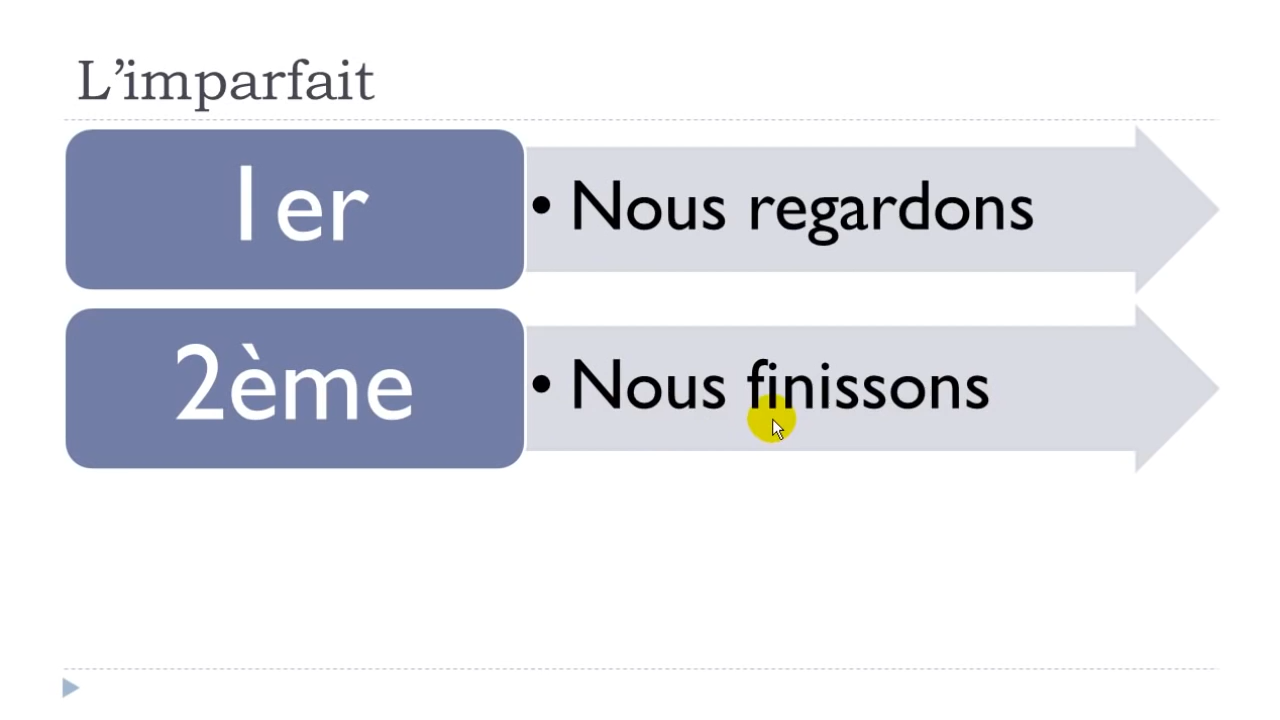 L’imparfait
1er
• Nous regardons
2ème
• Nous finissons